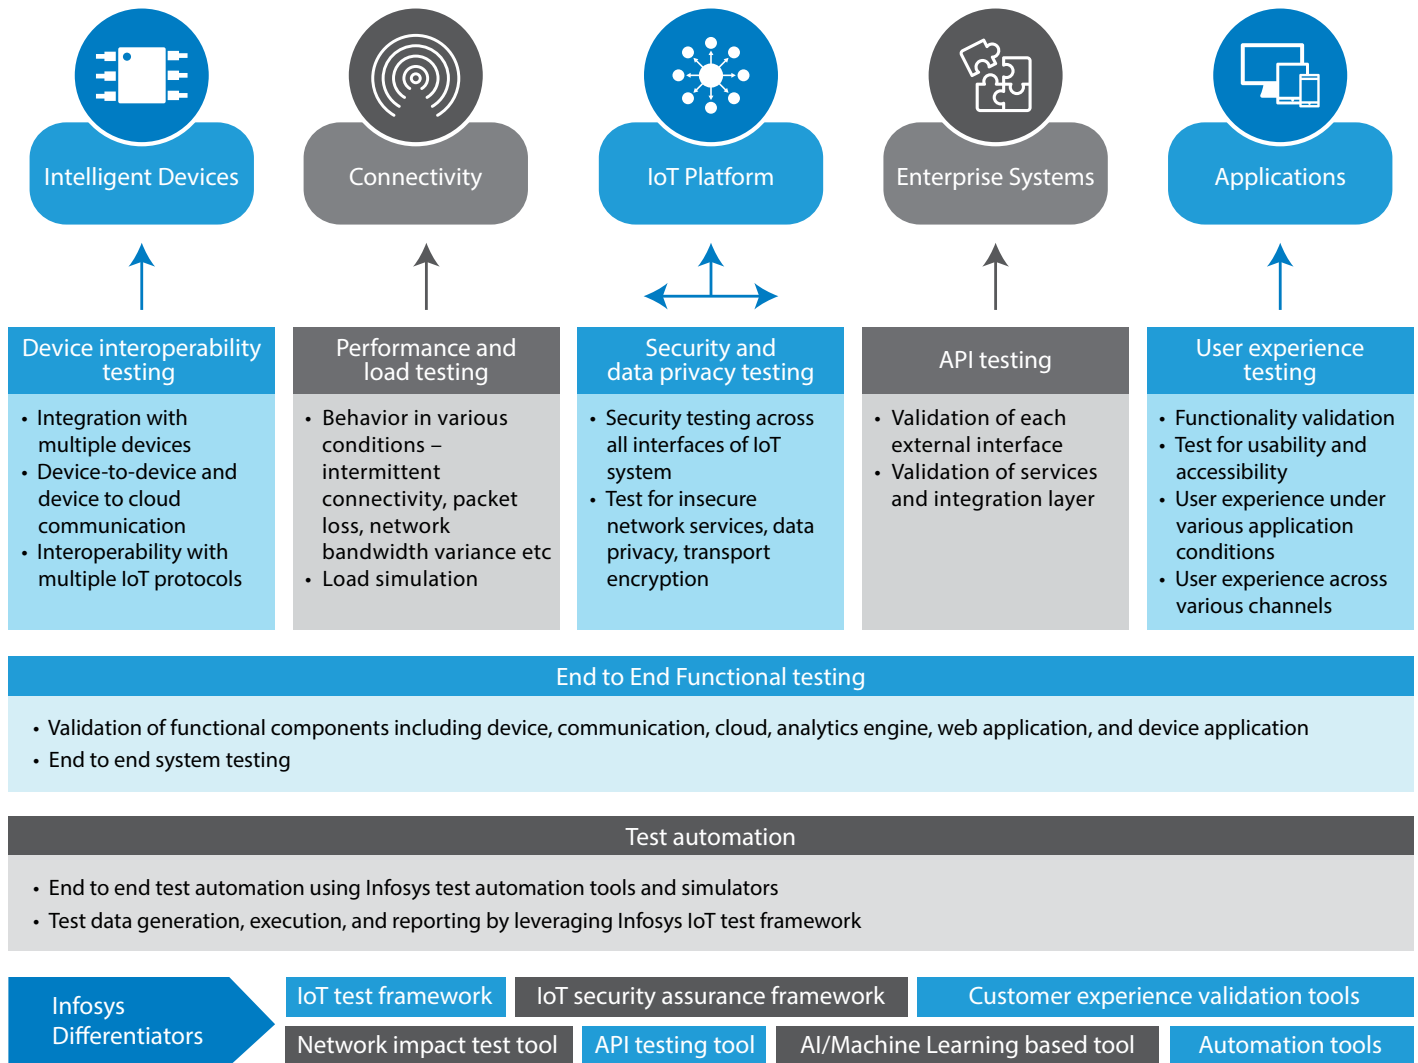 Intelligent Devices
Connectivity
IoT Platform
Enterprise Systems
Applications
Device interoperability
testing
• Integration with
multiple devices
• Device-to-device and
device to cloud
communication
• Interoperability with
multiple IoT protocols
Performance and
load testing
• Behavior in various
conditions –
intermittent
connectivity, packet
loss, network
bandwidth variance etc
• Load simulation
Security and
data privacy testing
• Security testing across
all interfaces of IoT
system
• Test for insecure
network services, data
privacy, transport
encryption
API testing
• Validation of each
external interface
• Validation of services
and integration layer
User experience
testing
• Functionality validation
• Test for usability and
accessibility
• User experience under
various application
conditions
• User experience across
various channels
End to End Functional testing
• Validation of functional components including device, communication, cloud, analytics engine, web application, and device application
• End to end system testing
Test automation
• End to end test automation using Infosys test automation tools and simulators
• Test data generation, execution, and reporting by leveraging Infosys IoT test framework
Infosys
Differentiators
IoT test framework
IoT security assurance framework
Customer experience validation tools
Network impact test tool
API testing tool
AI/Machine Learning based tool
Automation tools